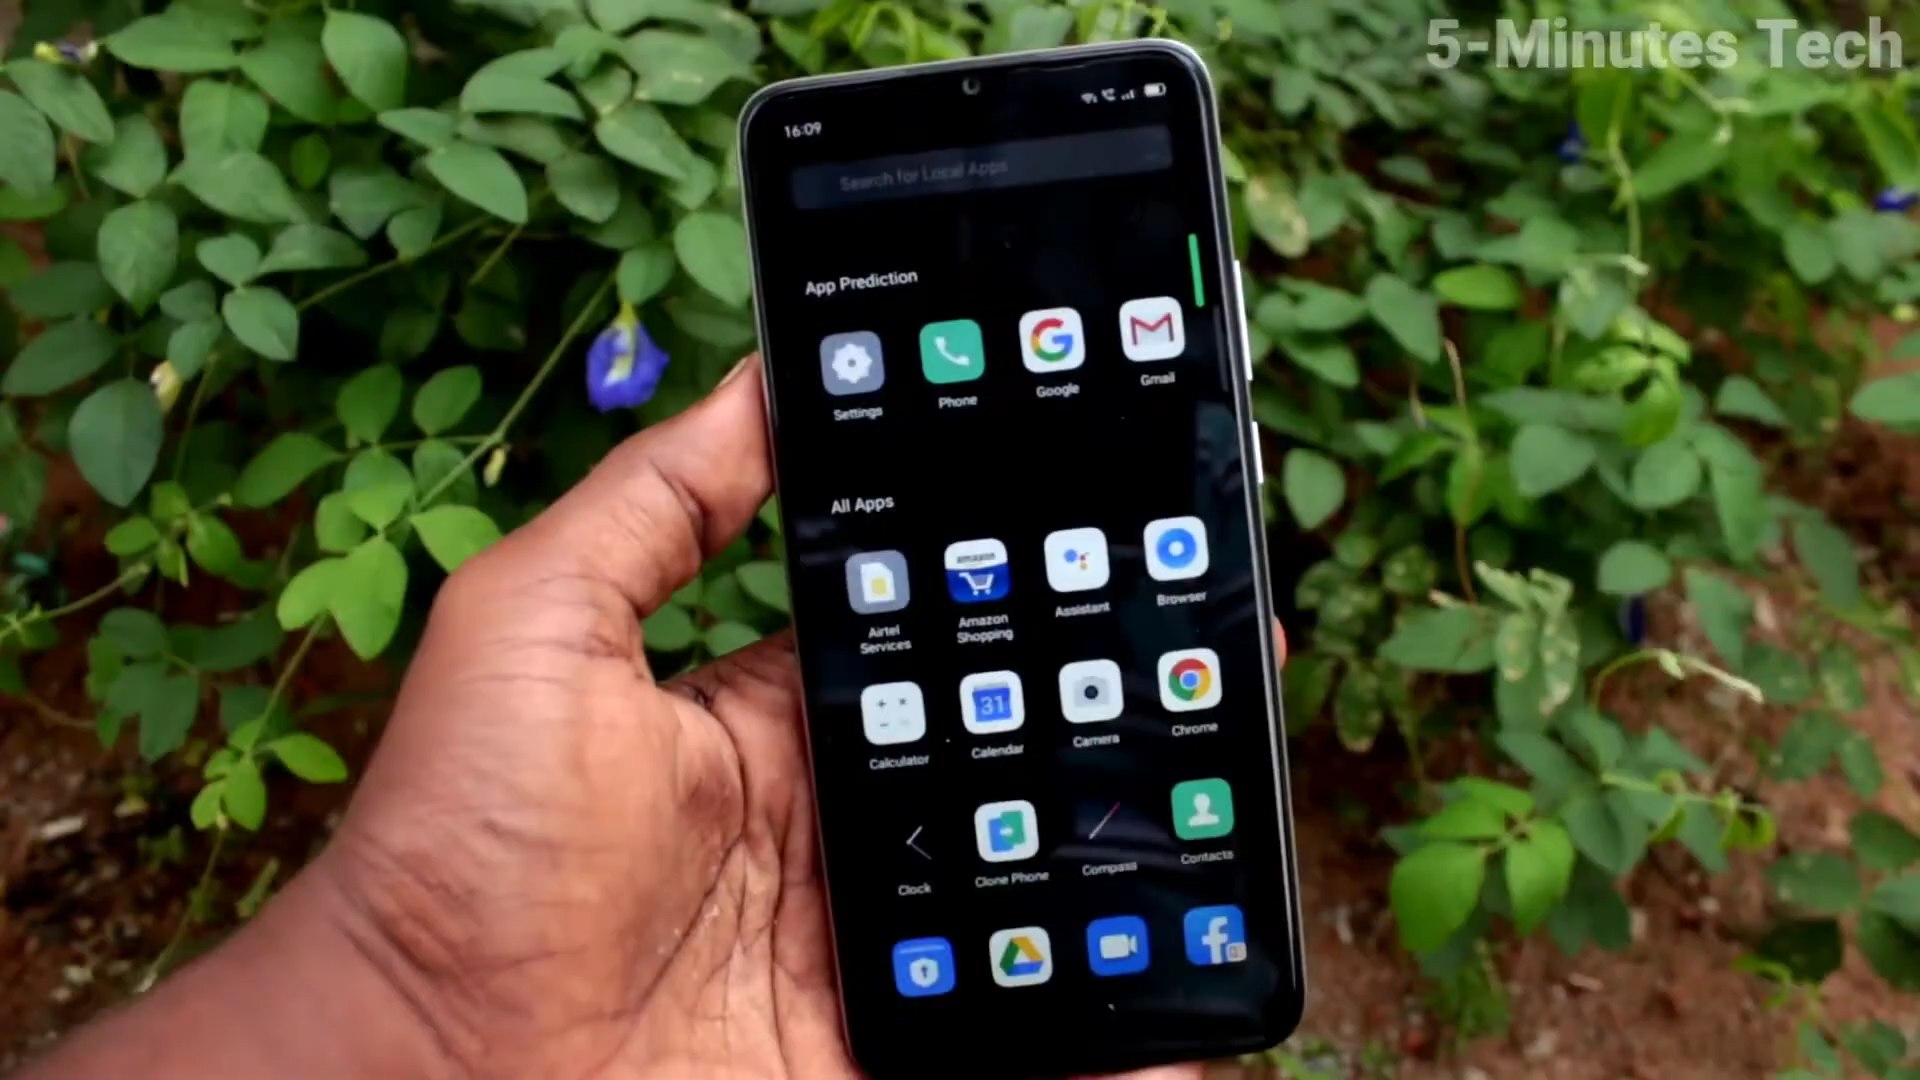 5-Minutes Tech
16:09
Search for Local Apps
App Prediction
Settings
Phone
Google
Gmail
All Apps
Airtel
Services
amazon
Amazon
Shopping
Assistant
Browser
Calculator
31
Calendar
Camera
Chrome
Clock
Clone Phone
Compass
Contacts